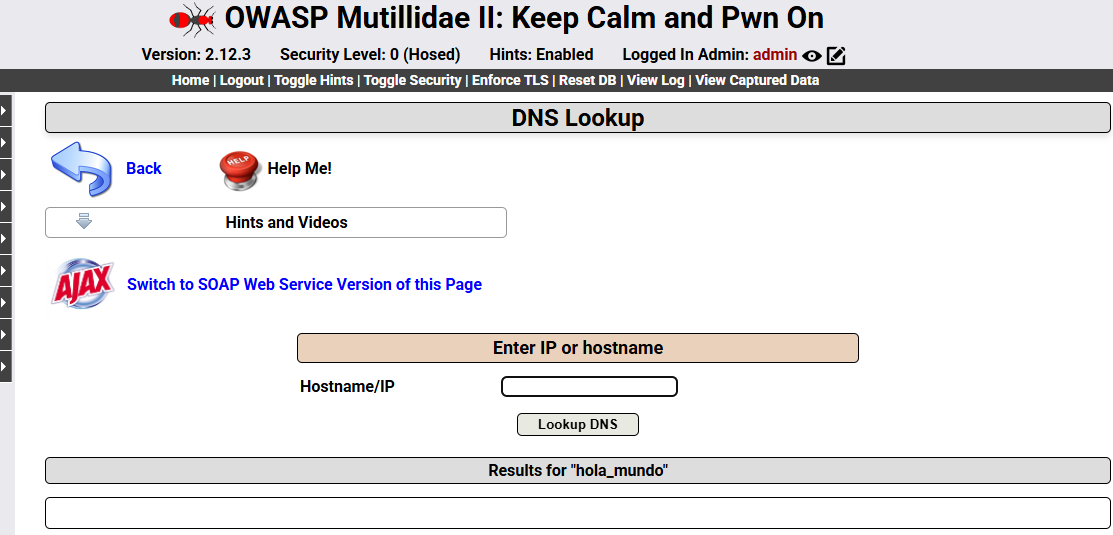 OWASP Mutillidae II: Keep Calm and Pwn On
Version: 2.12.3 Security Level: 0 (Hosed) Hints: Enabled Logged In Admin: admin
Home | Logout | Toggle Hints | Toggle Security | Enforce TLS | Reset DB | View Log | View Captured Data
DNS Lookup
Back
HELP
Help Me!
Hints and Videos
AJAX
Switch to SOAP Web Service Version of this Page
Enter IP or hostname
Hostname/IP
Lookup DNS
Results for "hola_mundo"